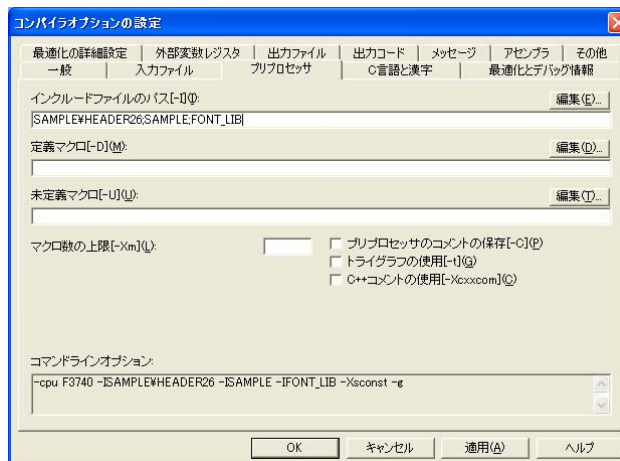 コンパイラオプションの設定
最適化の詳細設定 外部変数レジスタ 出力ファイル 出力コード メッセージ アセンブラ その他
一般 入力ファイル プリプロセッサ C言語と漢字 最適化とデバッグ情報
インクルードファイルのパス[-I](I):
編集(E)...
SAMPLE¥HEADER26;SAMPLE;FONT_LIB
定義マクロ[-D](M):
編集(D)...
未定義マクロ[-U](U):
編集(T)...
マクロ数の上限[-Xm](L):
プリプロセッサのコメントの保存[-C](P)
トライグラフの使用[-t](G)
C++コメントの使用[-Xcxxcom](C)
コマンドラインオプション:
-cpu F3740 -ISAMPLE¥HEADER26 -ISAMPLE -IFONT_LIB -Xsconst -g
OK キャンセル 適用(A) ヘルプ